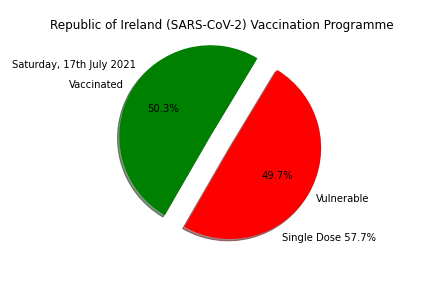 Republic of Ireland (SARS-CoV-2) Vaccination Programme
Saturday, 17th July 2021
Vaccinated
50.3%
49.7%
Vulnerable
Single Dose 57.7%